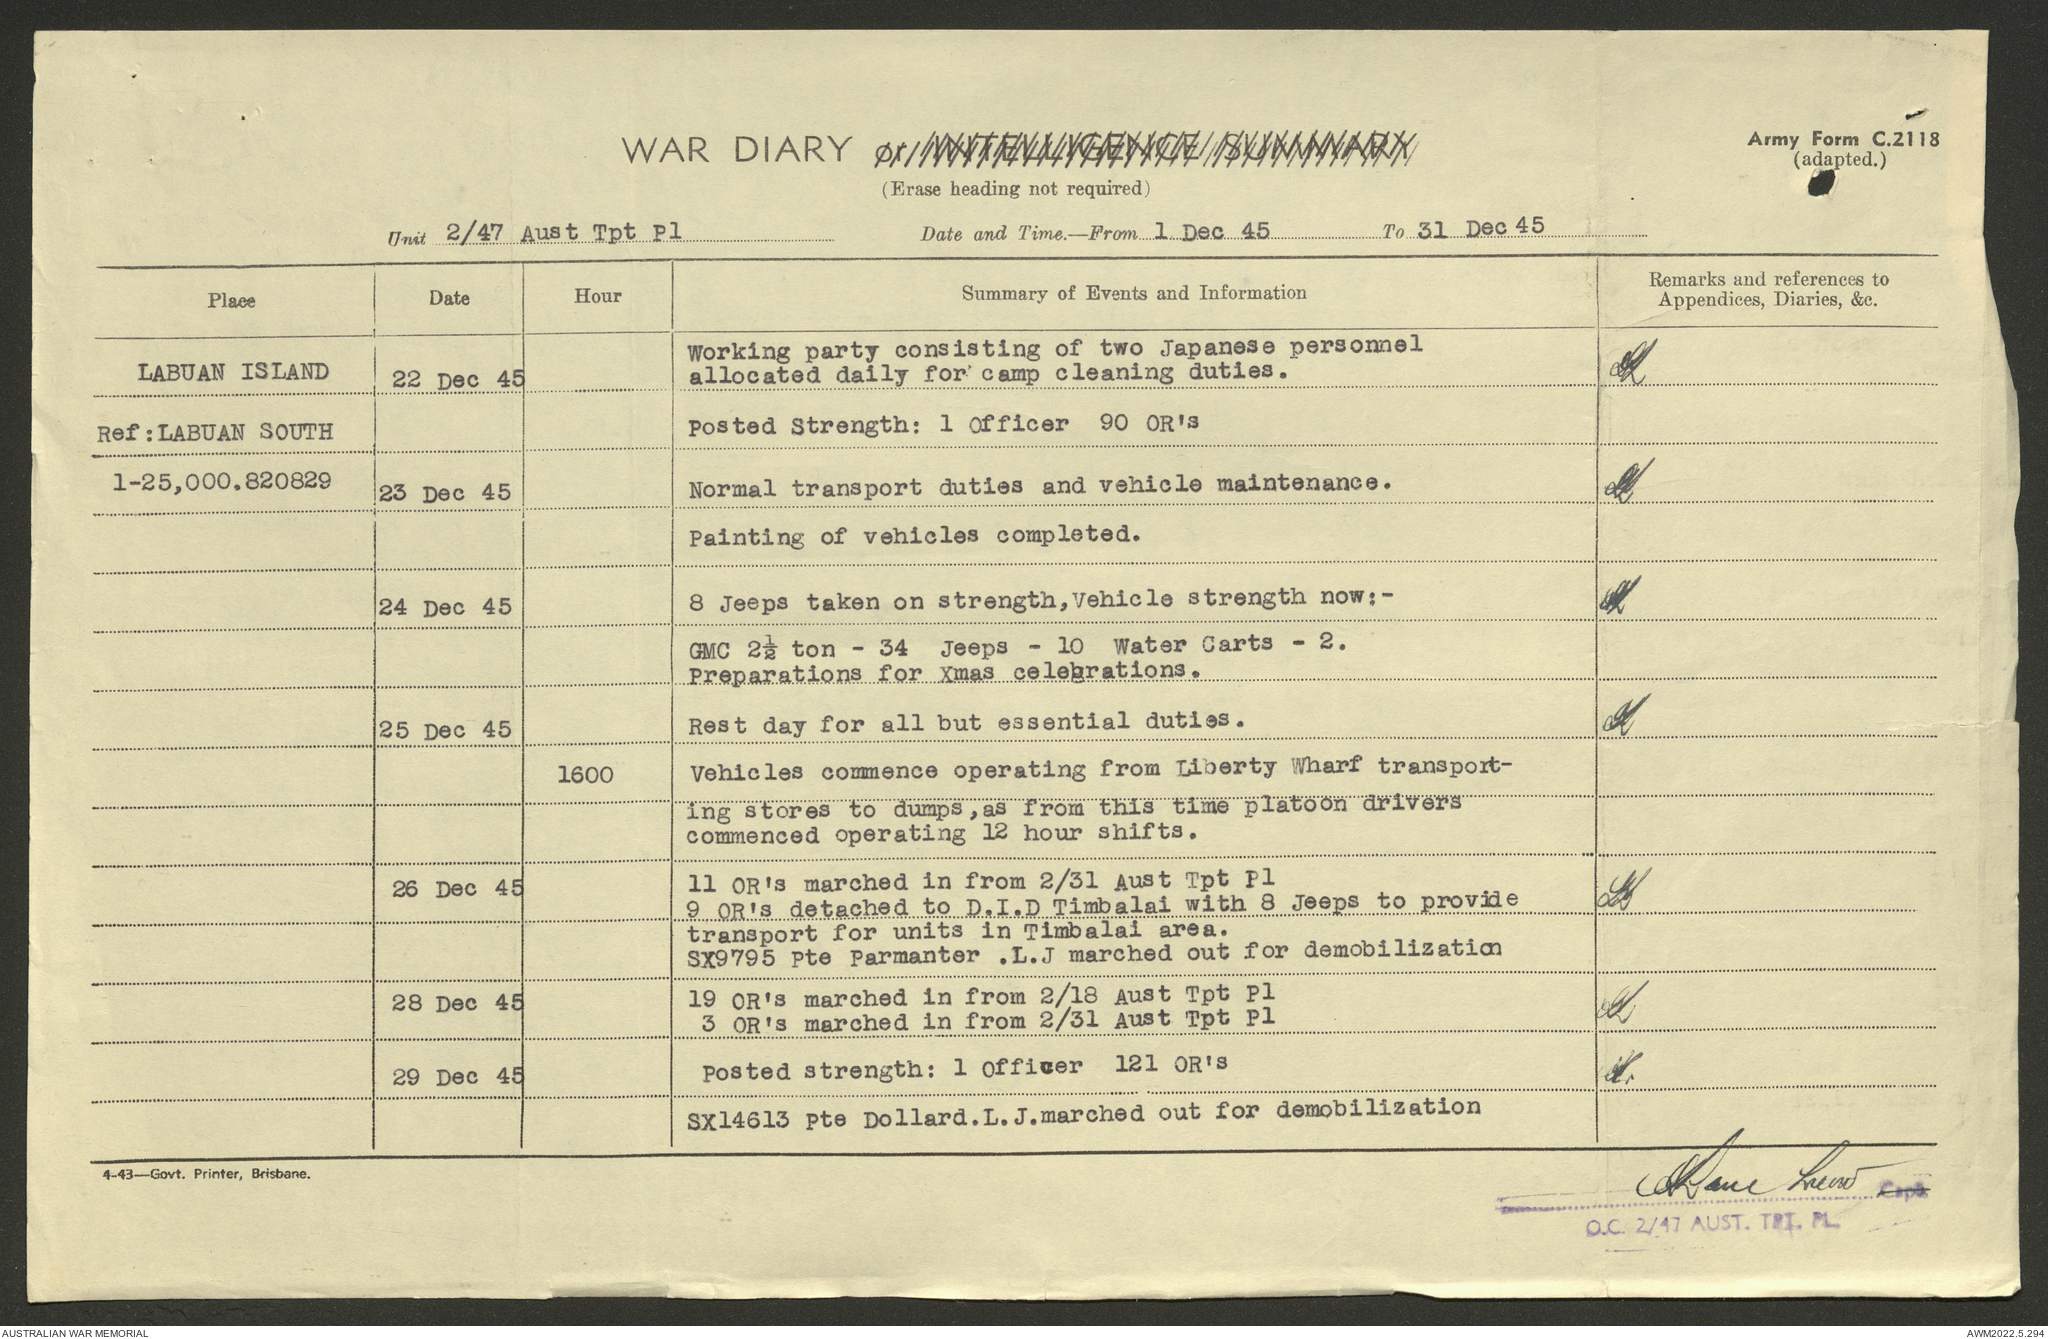 WAR DIARY or INTELLIGENCE SUMMARY
Army Form C.2118
(adapted.)
(Erase heading not required)
Unit 2/47 Aust Tpt Pl Date and Time.—From 1 Dec 45 To 31 Dec 45
Place Date Hour Summary of Events and Information Remarks and references to
Appendices, Diaries, &c.
LABUAN ISLAND 22 Dec 45 Working party consisting of two Japanese personnel
allocated daily for camp cleaning duties.
Ref:LABUAN SOUTH Posted Strength: 1 Officer 90 OR's
1-25,000.820829 23 Dec 45 Normal transport duties and vehicle maintenance.
Painting of vehicles completed.
24 Dec 45 8 Jeeps taken on strength,Vehicle strength now:-
GMC 2½ ton - 34 Jeeps - 10 Water Carts - 2.
Preparations for Xmas celebrations.
25 Dec 45 Rest day for all but essential duties.
1600 Vehicles commence operating from Liberty Wharf transport-
ing stores to dumps,as from this time platoon drivers
commenced operating 12 hour shifts.
26 Dec 45 11 OR's marched in from 2/31 Aust Tpt Pl
9 OR's detached to D.I.D Timbalai with 8 Jeeps to provide
transport for units in Timbalai area.
SX9795 Pte Parmanter .L.J marched out for demobilization
28 Dec 45 19 OR's marched in from 2/18 Aust Tpt Pl
3 OR's marched in from 2/31 Aust Tpt Pl
29 Dec 45 Posted strength: 1 Officer 121 OR's
SX14613 Pte Dollard.L.J.marched out for demobilization
4-43—Govt. Printer, Brisbane.
Capt.
O.C. 2/47 AUST. TPT. PL.
AUSTRALIAN WAR MEMORIAL
AWM2022.5.294